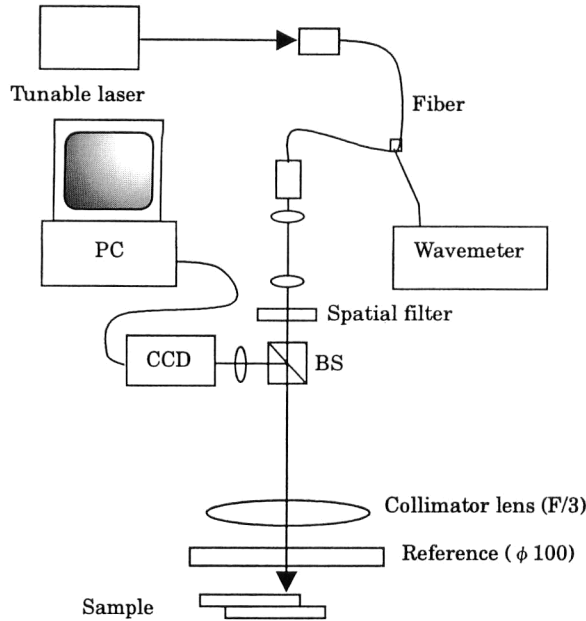 Tunable laser
Fiber
PC
Wavemeter
Spatial filter
CCD
BS
Collimator lens (F/3)
Reference ( φ 100)
Sample